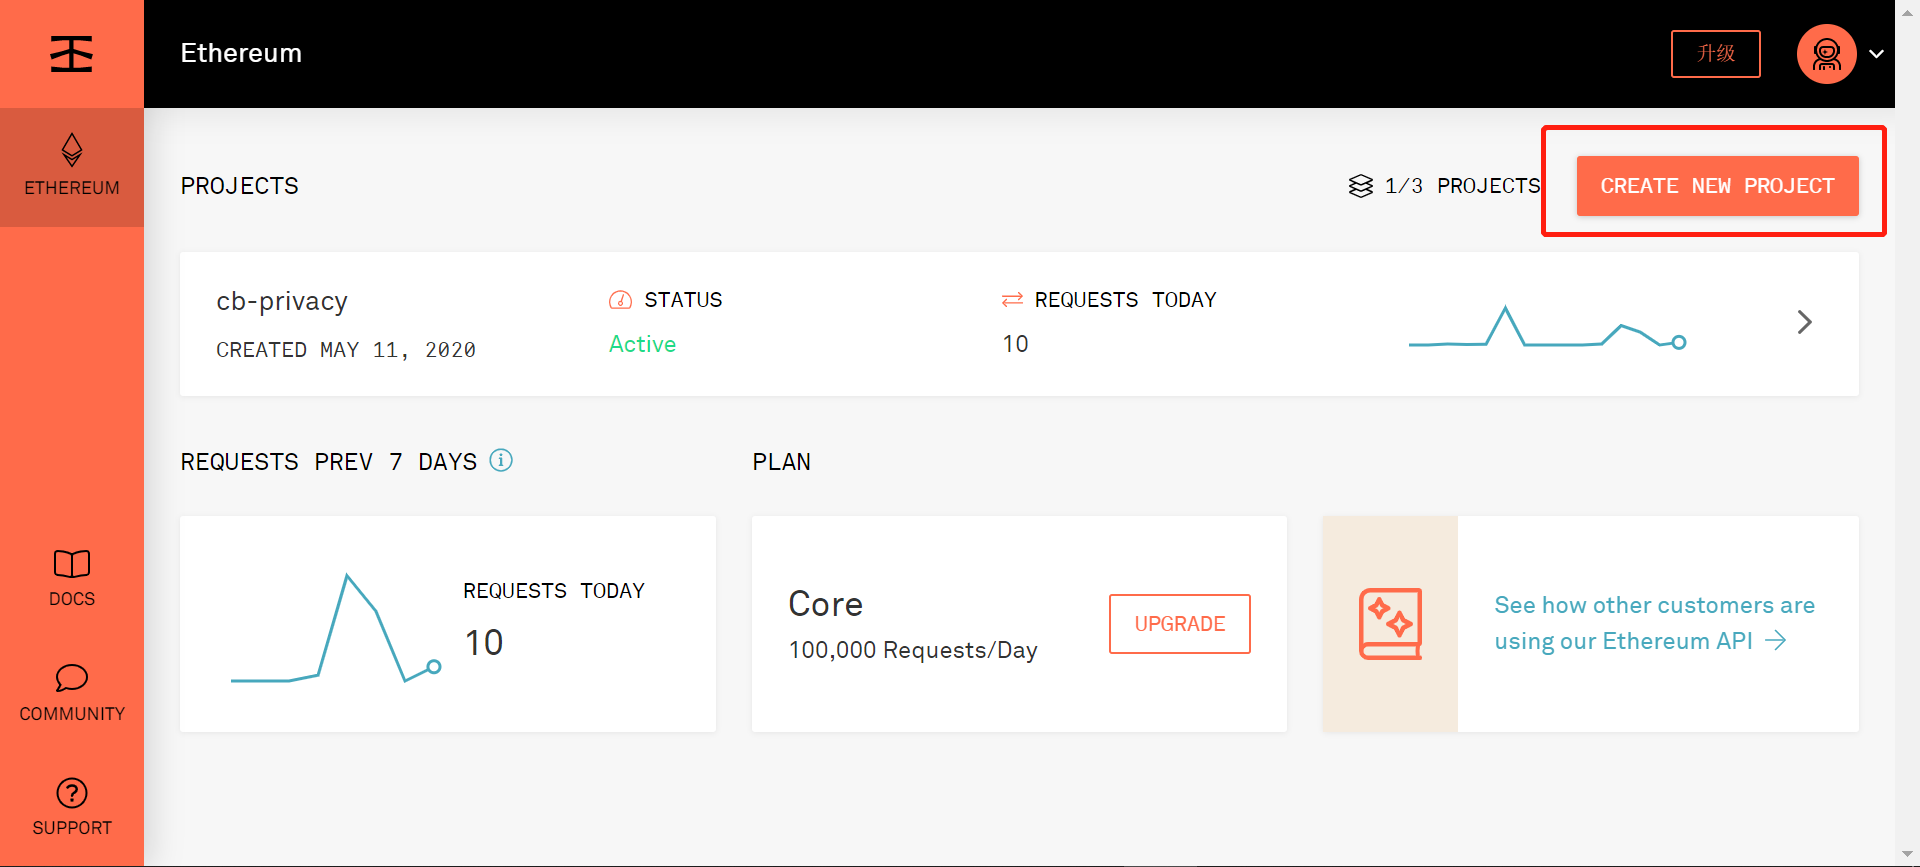 Ethereum
升级
ETHEREUM
PROJECTS
1/3 PROJECTS
CREATE NEW PROJECT
cb-privacy
CREATED MAY 11, 2020
STATUS
Active
REQUESTS TODAY
10
REQUESTS PREV 7 DAYS
PLAN
REQUESTS TODAY
10
Core
100,000 Requests/Day
UPGRADE
See how other customers are
using our Ethereum API
DOCS
COMMUNITY
SUPPORT